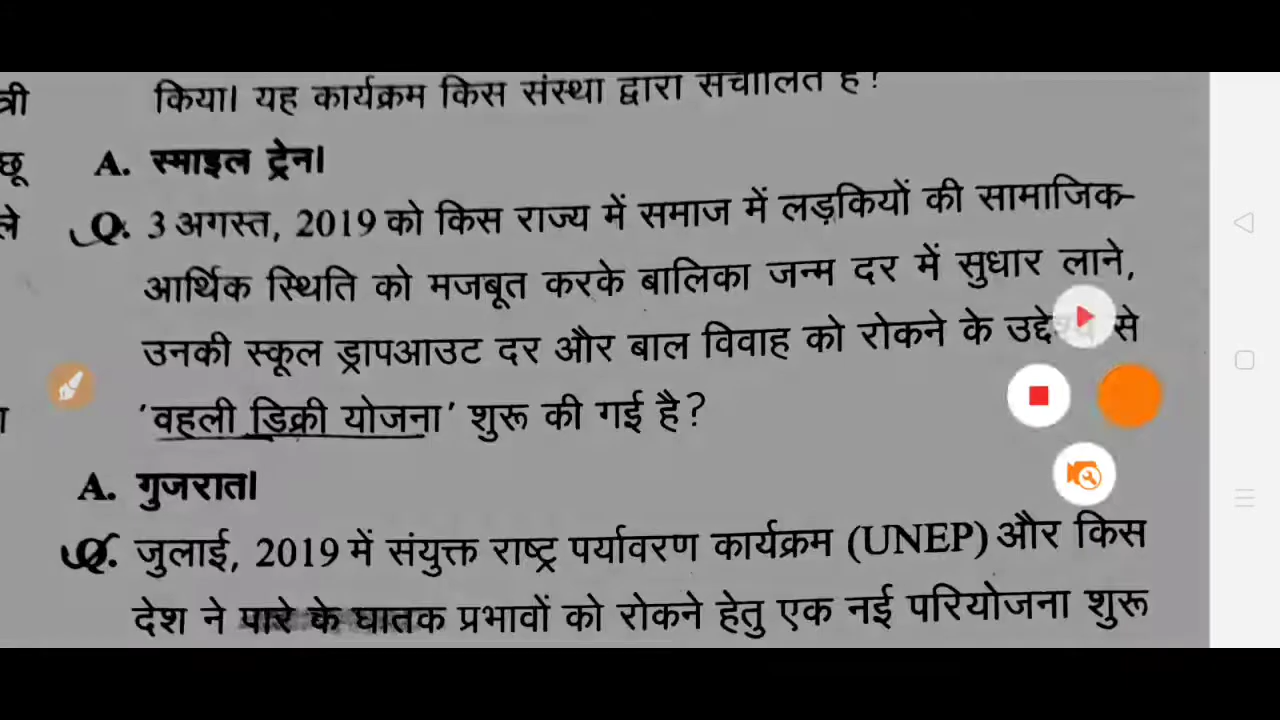 त्री
छू
ले
किया। यह कार्यक्रम किस संस्था द्वारा संचालित है?
A. स्माइल ट्रेन।
Q. 3 अगस्त, 2019 को किस राज्य में समाज में लड़कियों की सामाजिक-
आर्थिक स्थिति को मजबूत करके बालिका जन्म दर में सुधार लाने,
उनकी स्कूल ड्रापआउट दर और बाल विवाह को रोकने के उद्देश्य से
'वहली डिक्री योजना' शुरू की गई है?
A. गुजरात।
Q. जुलाई, 2019 में संयुक्त राष्ट्र पर्यावरण कार्यक्रम (UNEP) और किस
देश ने पारे के घातक प्रभावों को रोकने हेतु एक नई परियोजना शुरू